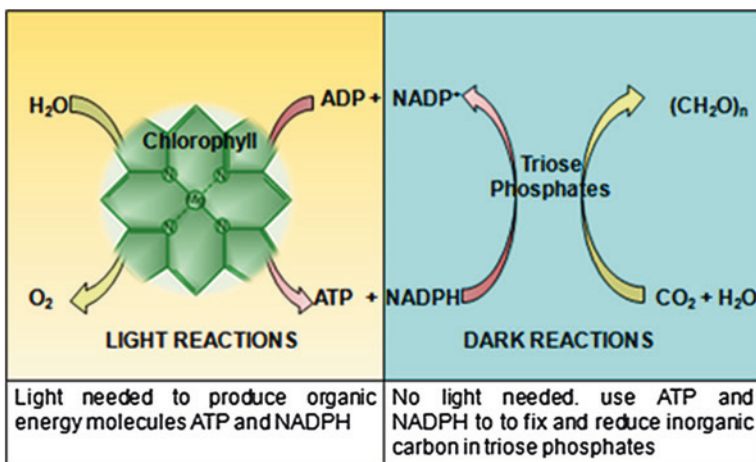 H₂O
Chlorophyll
N N
Mg
N N
O₂
ADP + NADP⁺
ATP + NADPH
LIGHT REACTIONS
Triose
Phosphates
(CH₂O)n
CO₂ + H₂O
DARK REACTIONS
Light needed to produce organic
energy molecules ATP and NADPH
No light needed. use ATP and
NADPH to to fix and reduce inorganic
carbon in triose phosphates